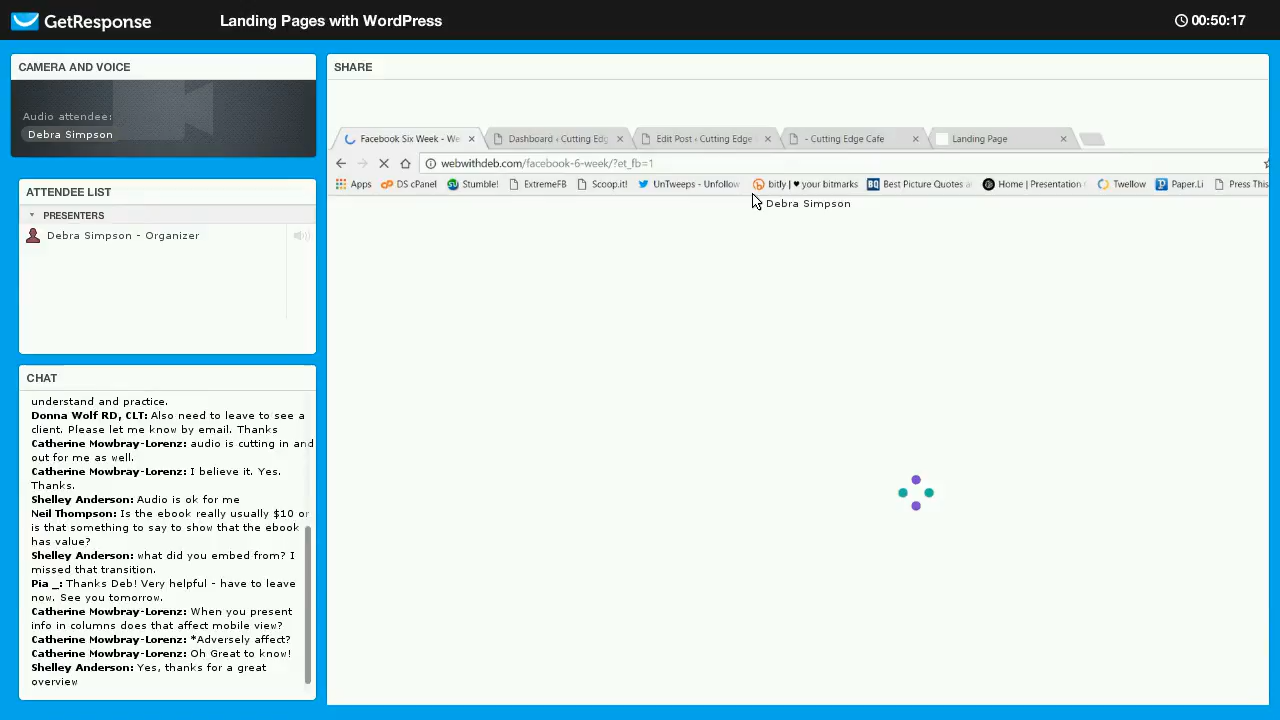 GetResponse
Landing Pages with WordPress
00:50:17
CAMERA AND VOICE
Audio attendee:
Debra Simpson
ATTENDEE LIST
PRESENTERS
Debra Simpson - Organizer
CHAT
understand and practice.
Donna Wolf RD, CLT: Also need to leave to see a
client. Please let me know by email. Thanks
Catherine Mowbray-Lorenz: audio is cutting in and
out for me as well.
Catherine Mowbray-Lorenz: I believe it. Yes.
Thanks.
Shelley Anderson: Audio is ok for me
Neil Thompson: Is the ebook really usually $10 or
is that something to say to show that the ebook
has value?
Shelley Anderson: what did you embed from? I
missed that transition.
Pia _: Thanks Deb! Very helpful - have to leave
now. See you tomorrow.
Catherine Mowbray-Lorenz: When you present
info in columns does that affect mobile view?
Catherine Mowbray-Lorenz: *Adversely affect?
Catherine Mowbray-Lorenz: Oh Great to know!
Shelley Anderson: Yes, thanks for a great
overview
SHARE
Facebook Six Week - We
Dashboard ‹ Cutting Edg
Edit Post ‹ Cutting Edge
- Cutting Edge Cafe
Landing Page
webwithdeb.com/facebook-6-week/?et_fb=1
Apps
DS cPanel
Stumble!
ExtremeFB
Scoop.it!
UnTweeps - Unfollow
bitly | ♥ your bitmarks
Best Picture Quotes a
Home | Presentation
Twellow
Paper.Li
Press This
Debra Simpson